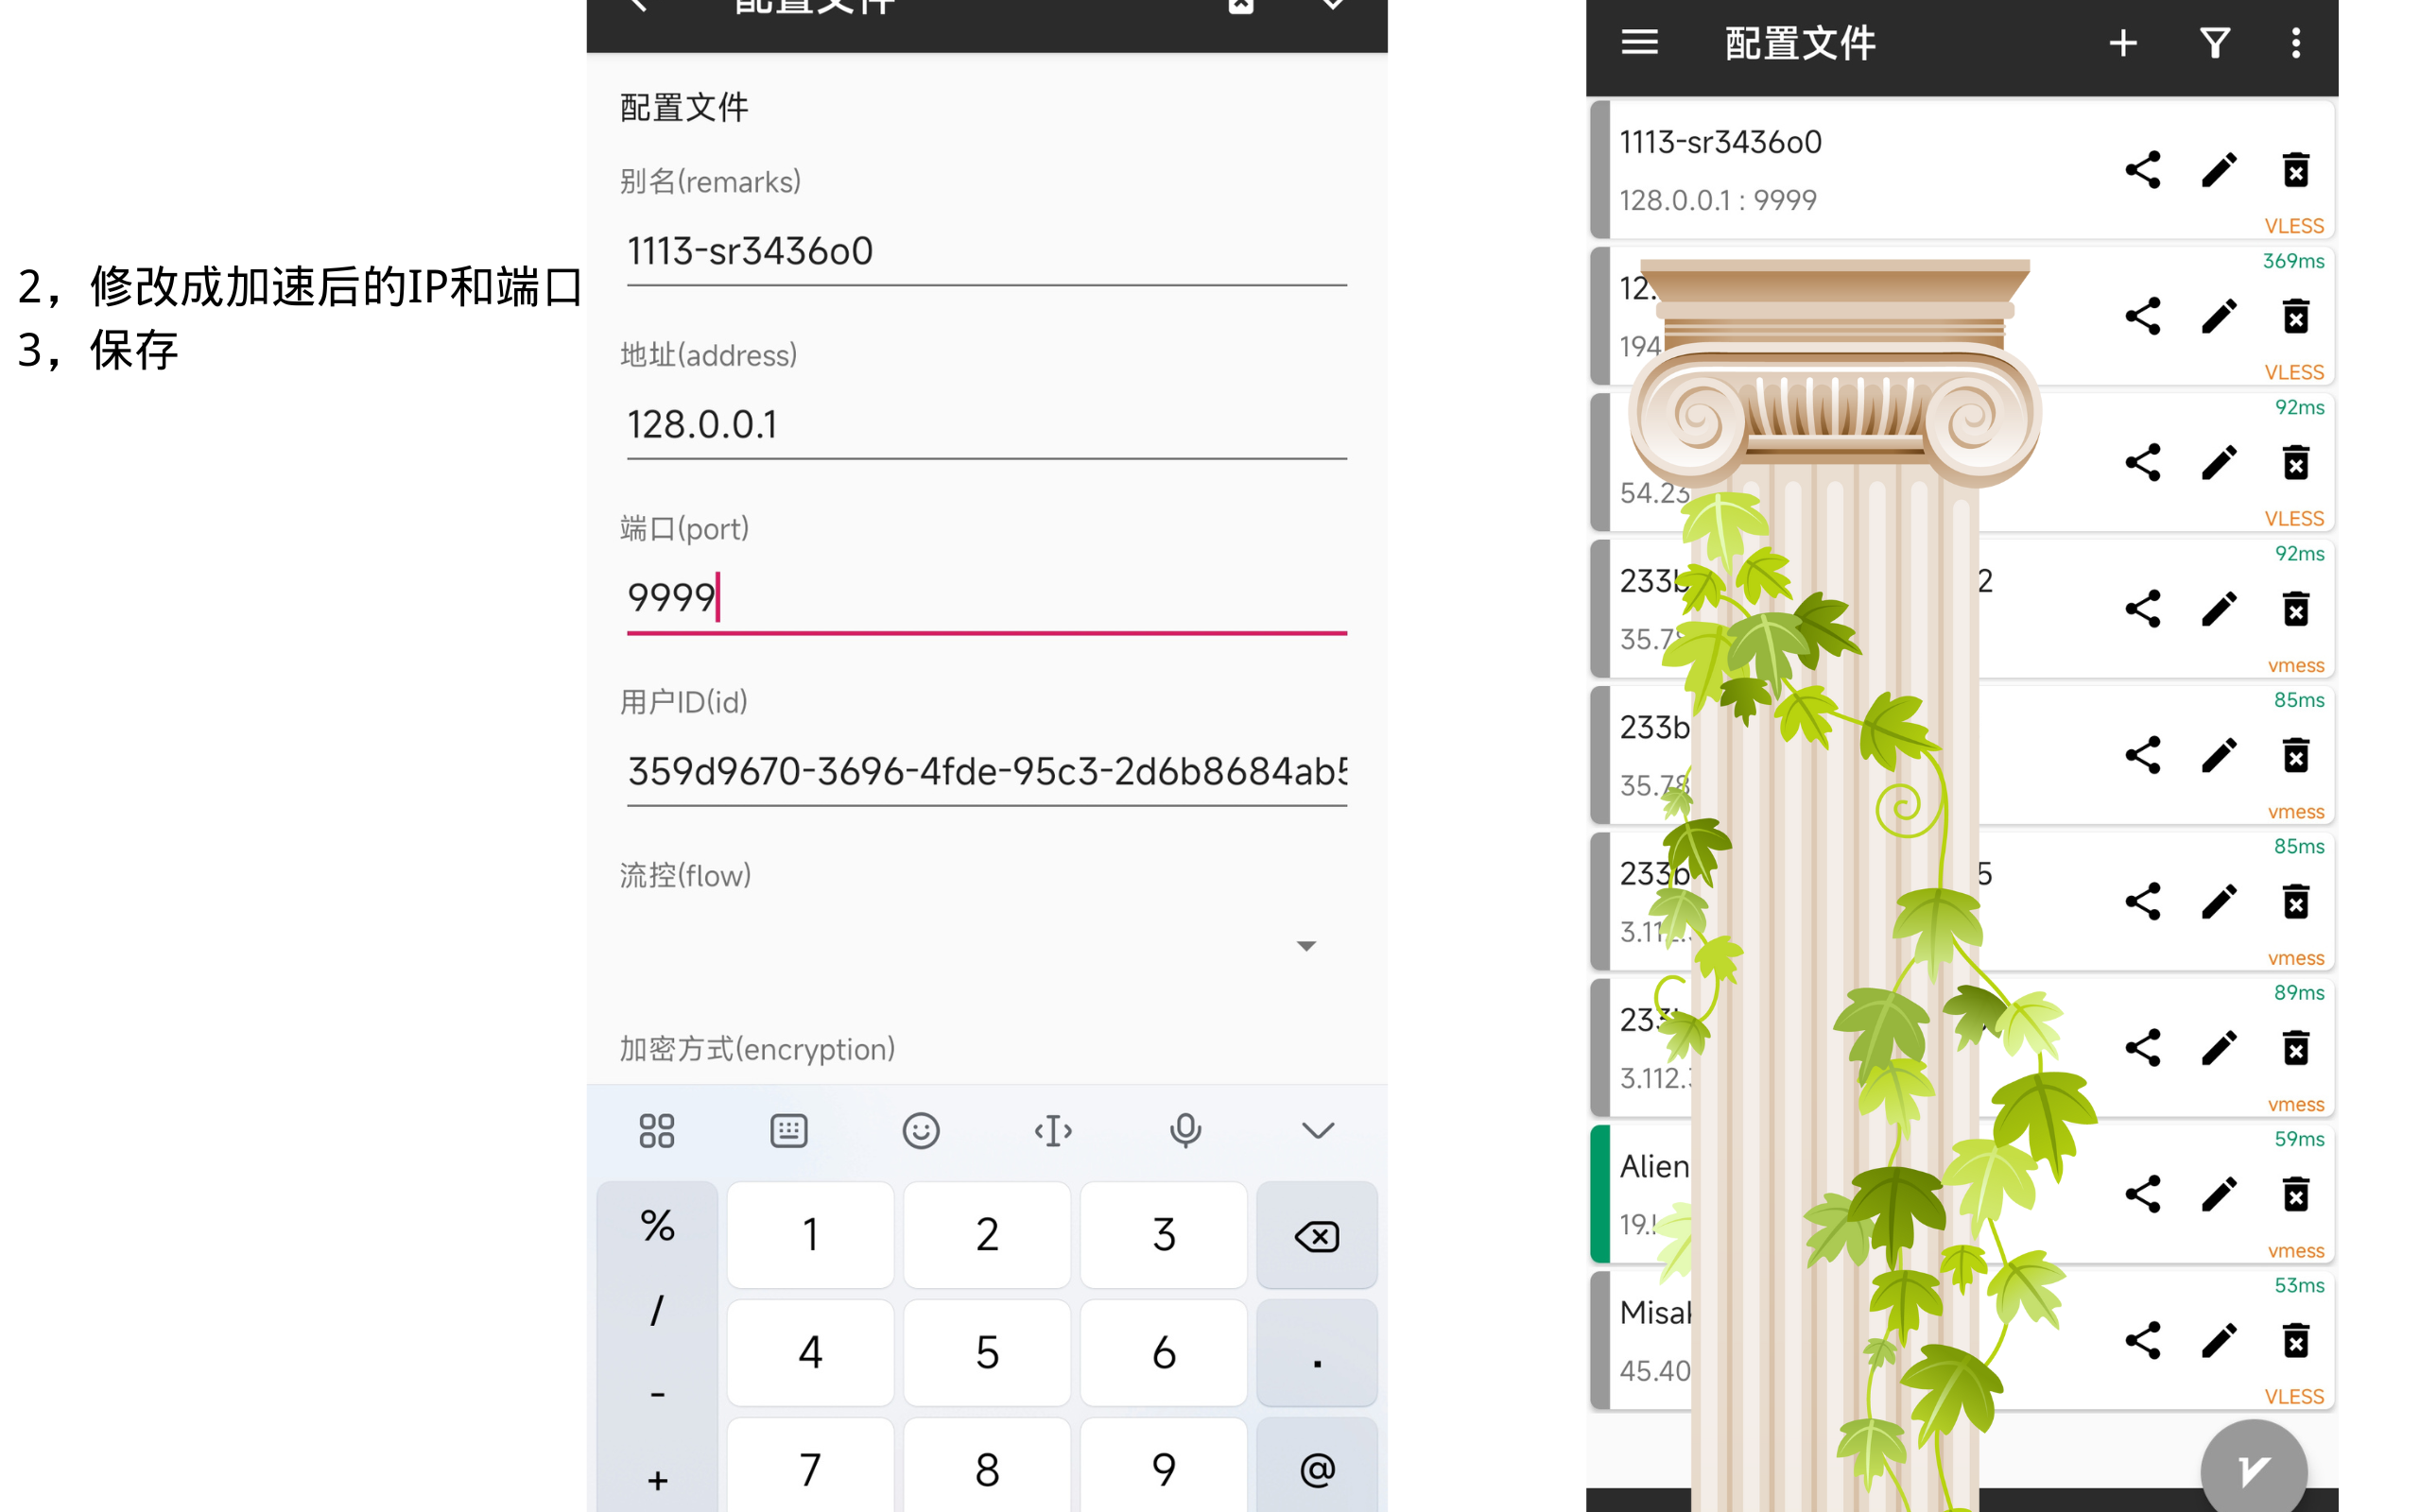 2，修改成加速后的IP和端口
3，保存
配置文件
配置文件
别名(remarks)
1113-sr3436o0
地址(address)
128.0.0.1
端口(port)
9999
用户ID(id)
359d9670-3696-4fde-95c3-2d6b8684ab5
流控(flow)
加密方式(encryption)
% 1 2 3
/ 4 5 6 .
-
+ 7 8 9 @
配置文件
1113-sr3436o0
128.0.0.1 : 9999
VLESS
369ms
12.
194
VLESS
92ms
54.23
VLESS
92ms
233b 2
35.78
vmess
85ms
233b
35.78
vmess
85ms
233b 5
3.112.
vmess
89ms
233
3.112.
vmess
59ms
Alien
19.
vmess
53ms
Misak
45.40
VLESS